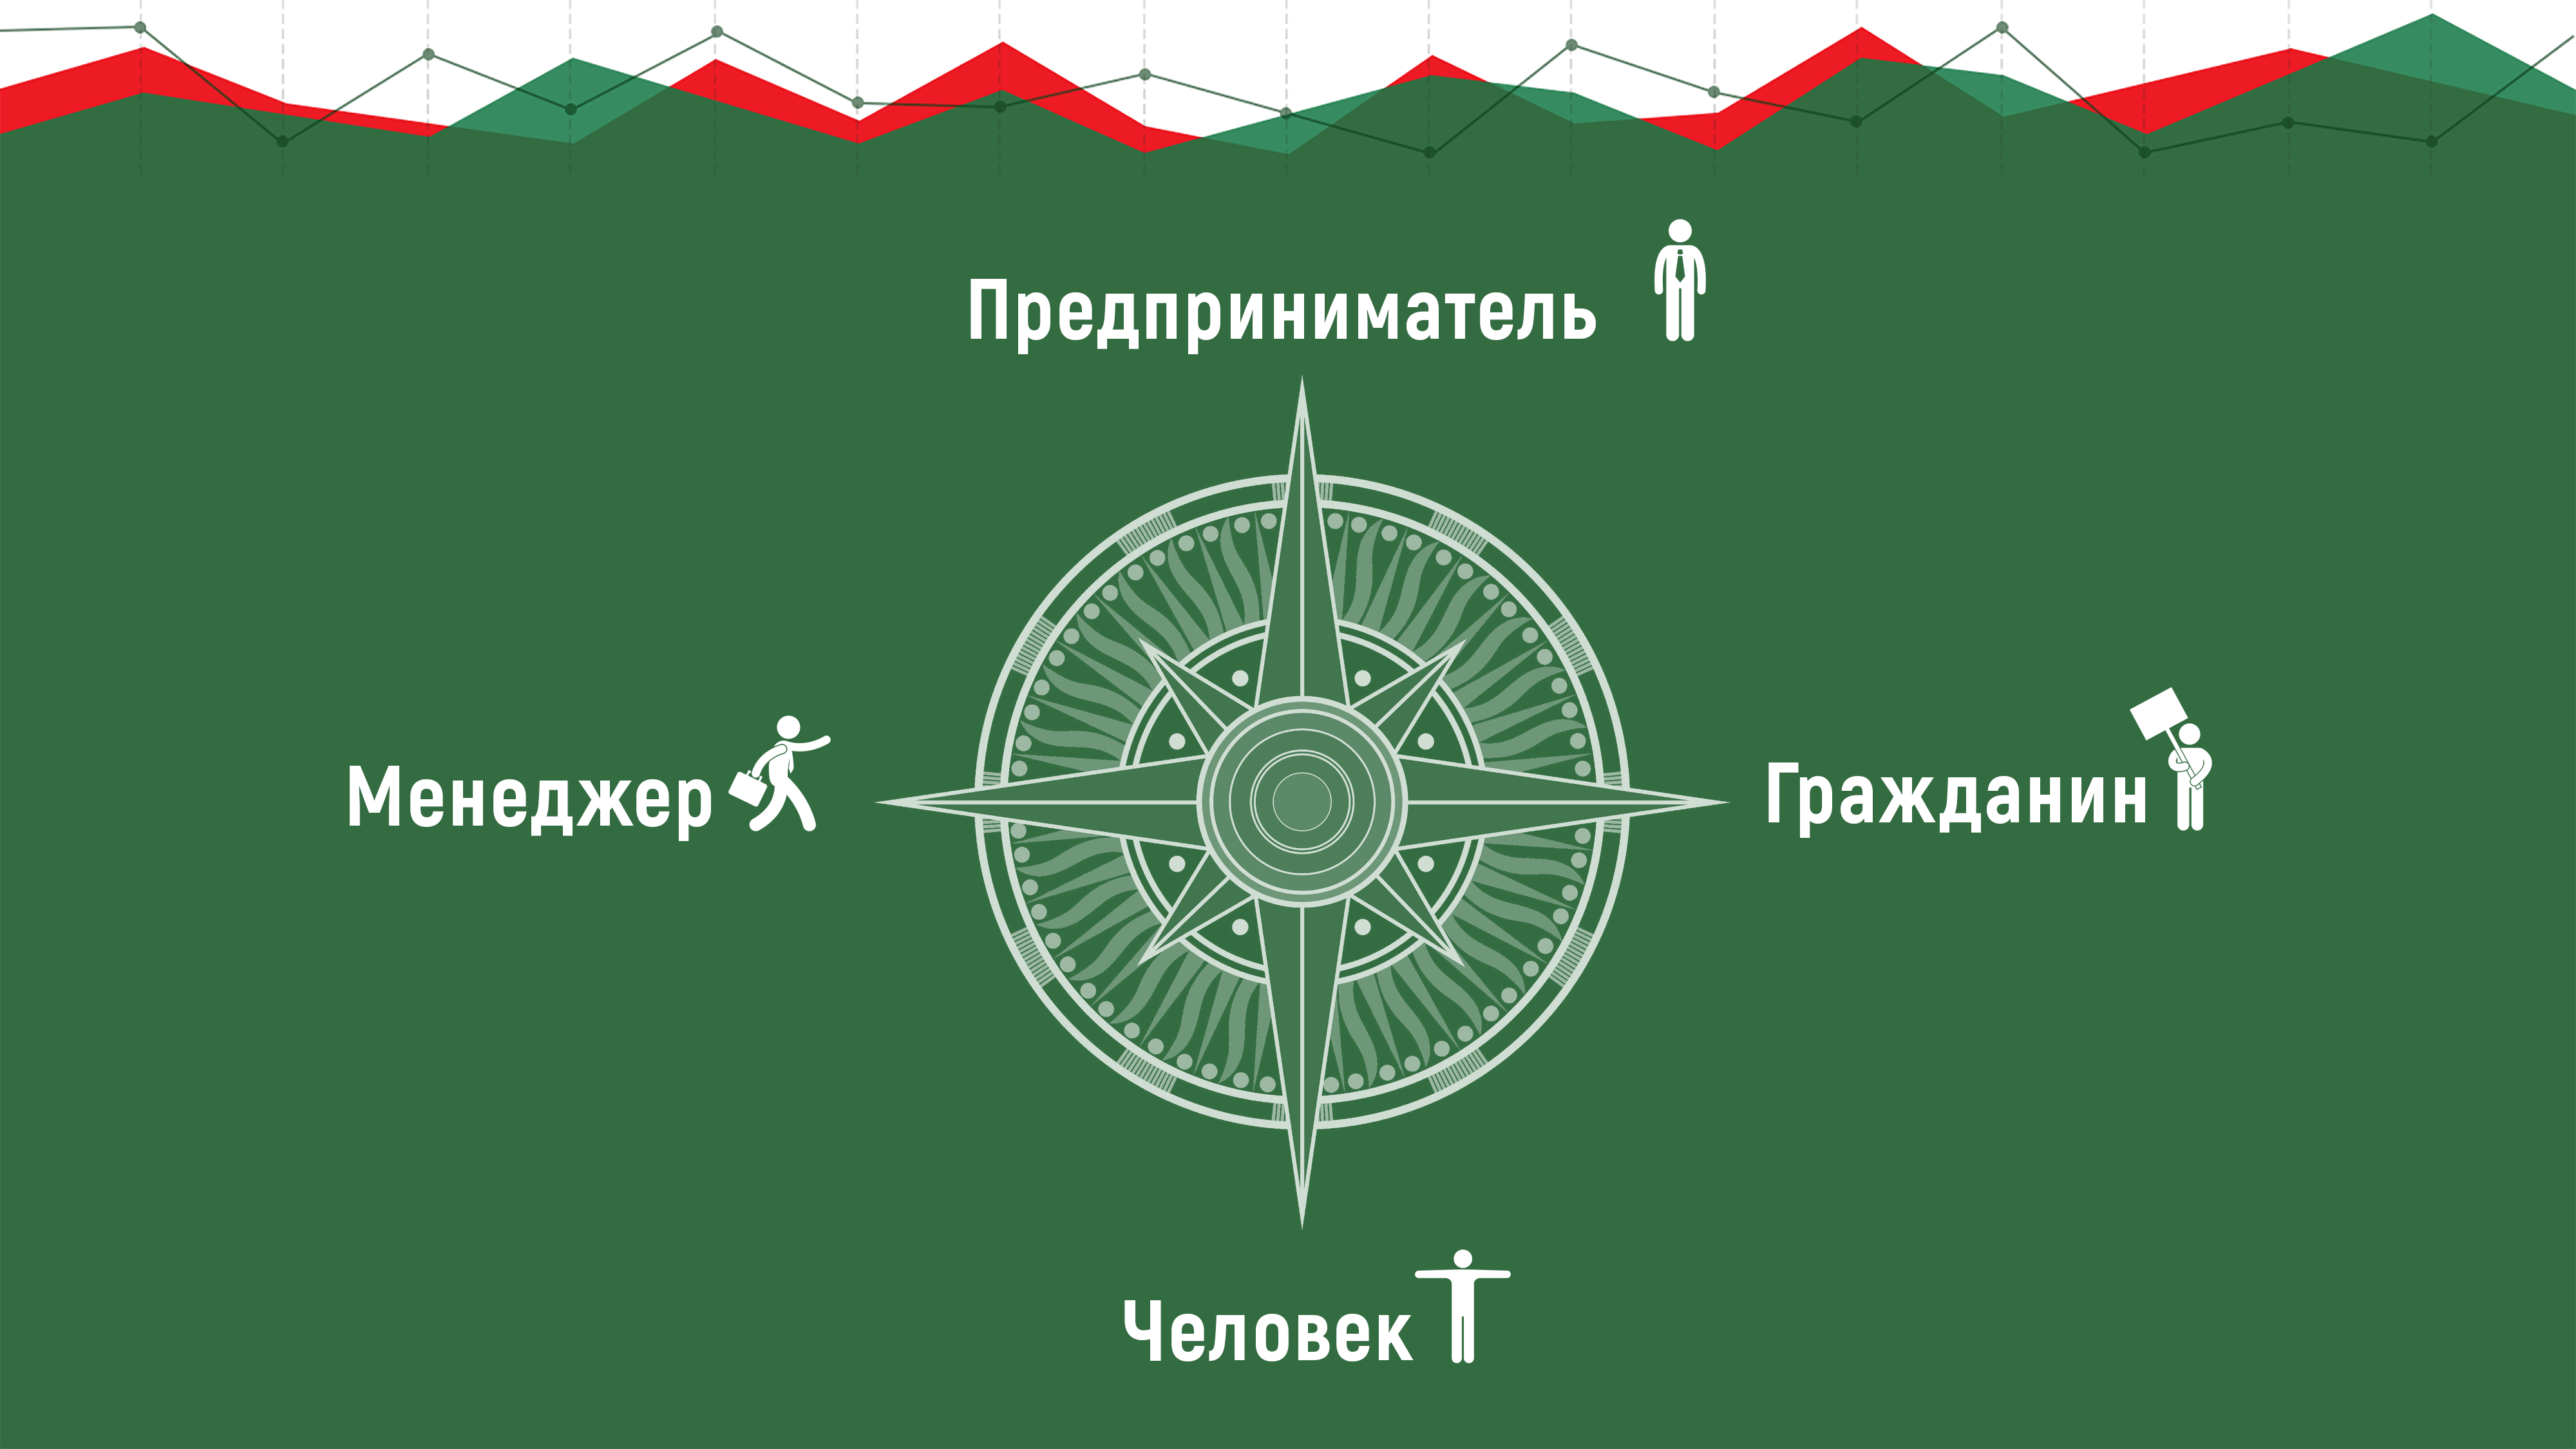 Предприниматель
Менеджер
Гражданин
Человек